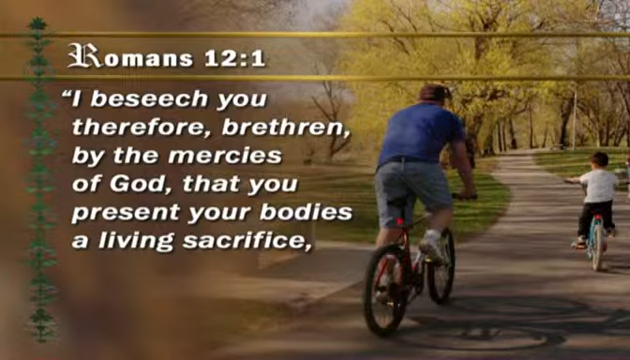 Romans 12:1
“I beseech you
therefore, brethren,
by the mercies
of God, that you
present your bodies
a living sacrifice,